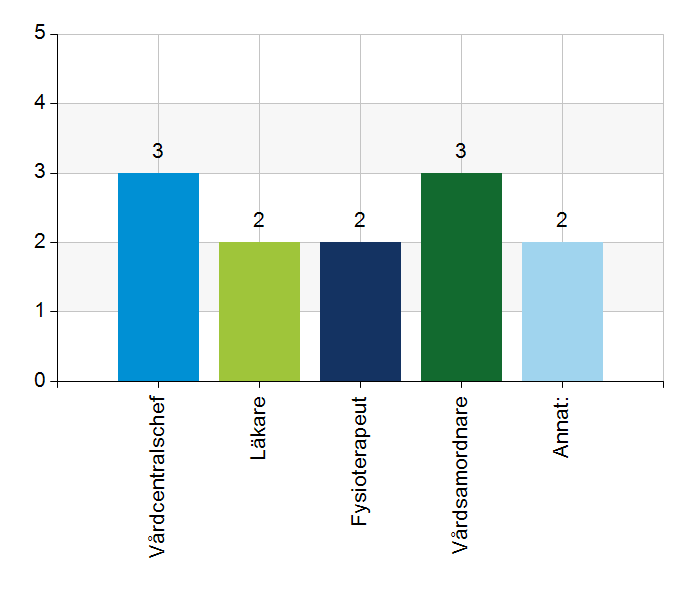 5
4
3
2
1
0
3
2
2
3
2
Vårdcentralschef
Läkare
Fysioterapeut
Vårdsamordnare
Annat: